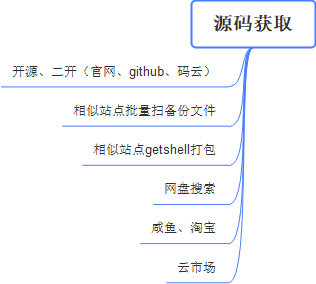 源码获取
开源、二开（官网、github、码云）
相似站点批量扫备份文件
相似站点getshell打包
网盘搜索
咸鱼、淘宝
云市场